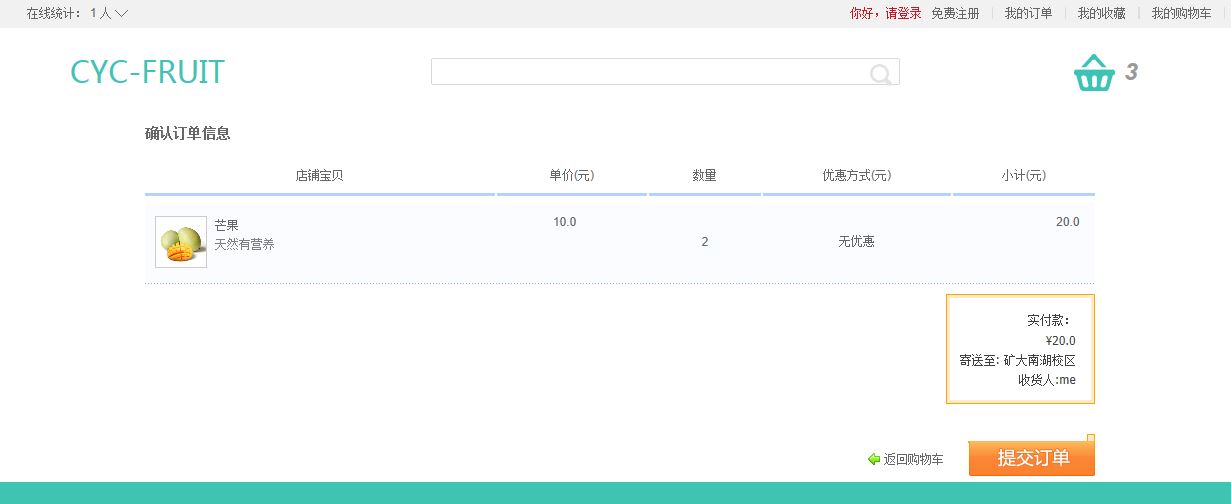 在线统计： 1 人
你好，请登录 免费注册 我的订单 我的收藏 我的购物车
CYC-FRUIT
3
确认订单信息
店铺宝贝 单价(元) 数量 优惠方式(元) 小计(元)
芒果 10.0 20.0
天然有营养 2 无优惠
实付款：
¥20.0
寄送至: 矿大南湖校区
收货人:me
返回购物车 提交订单